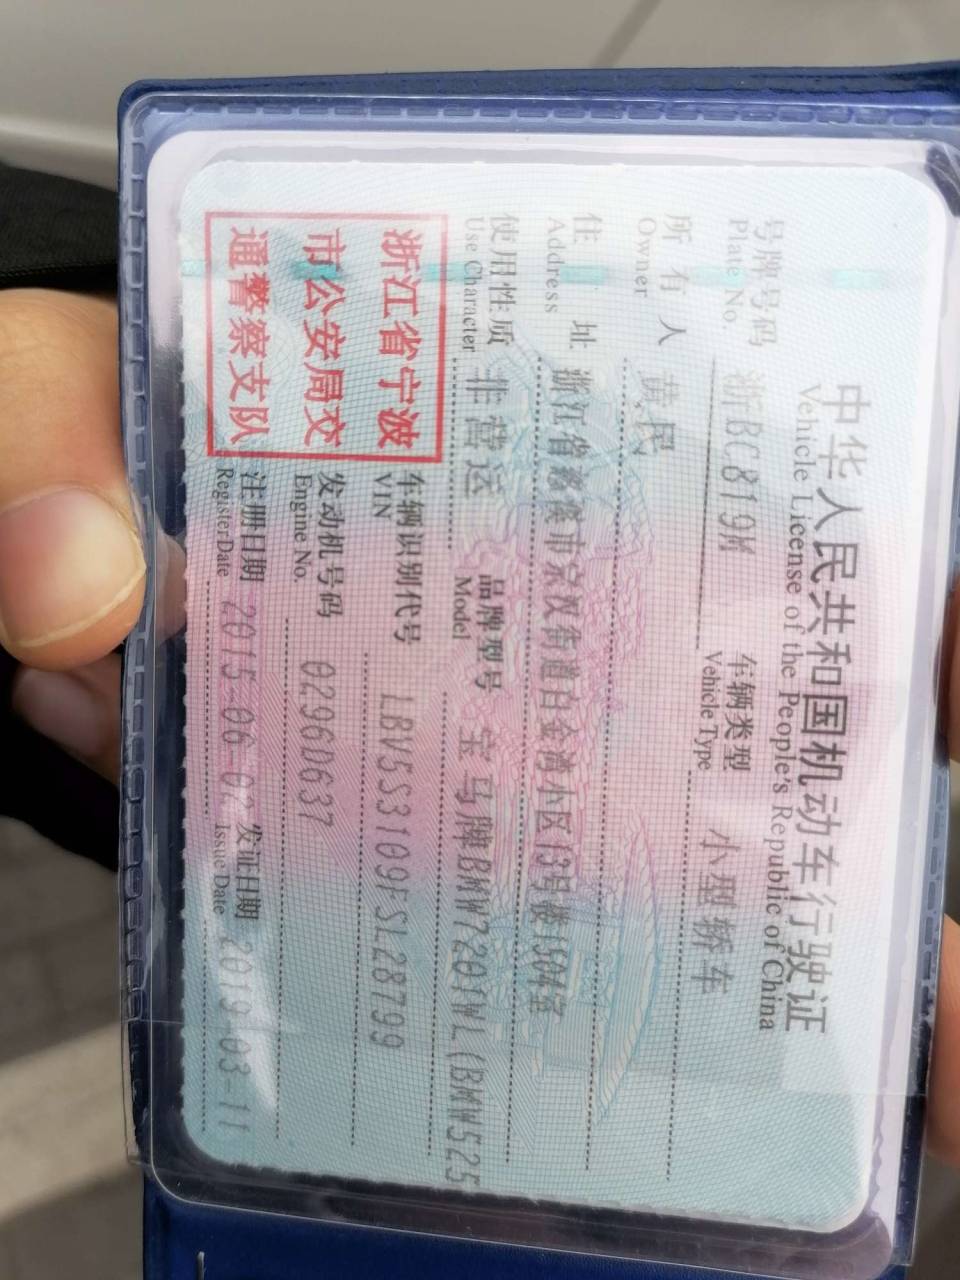 中华人民共和国机动车行驶证
Vehicle License of the People's Republic of China
号牌号码 浙BC819M 车辆类型 小型轿车
Plate No. Vehicle Type
所有人 黄民
Owner
住址 浙江省慈溪市宗汉街道白金湾小区13号楼1504室
Address
使用性质 非营运 品牌型号 宝马牌BMW7201WL(BMW525
Use Character Model
浙江省宁波
市公安局交
通警察支队
车辆识别代号 LBV5S3109FSL28799
VIN
发动机号码 0296D637
Engine No.
注册日期 2015-06-02 发证日期 2019-03-11
Register Date Issue Date